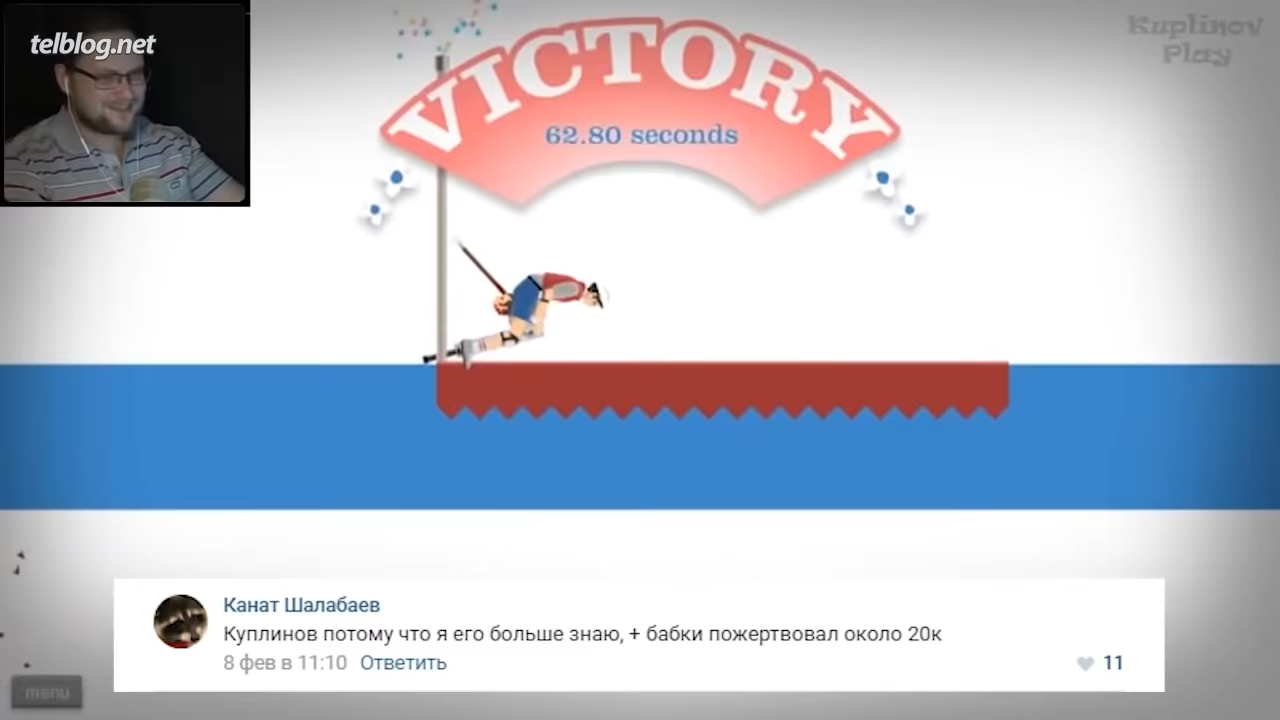 telblog.net
Kuplinov
Play
VICTORY
62.80 seconds
Канат Шалабаев
Куплинов потому что я его больше знаю, + бабки пожертвовал около 20к
8 фев в 11:10 Ответить
11
menu